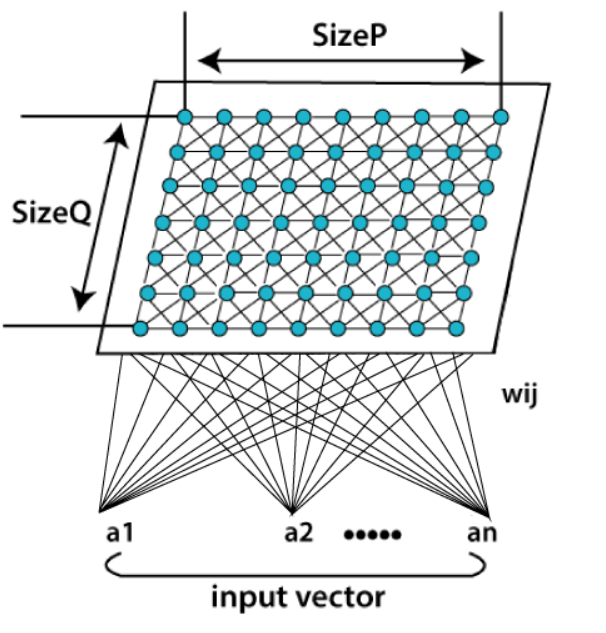 SizeP
SizeQ
wij
a1 a2 ..... an
input vector